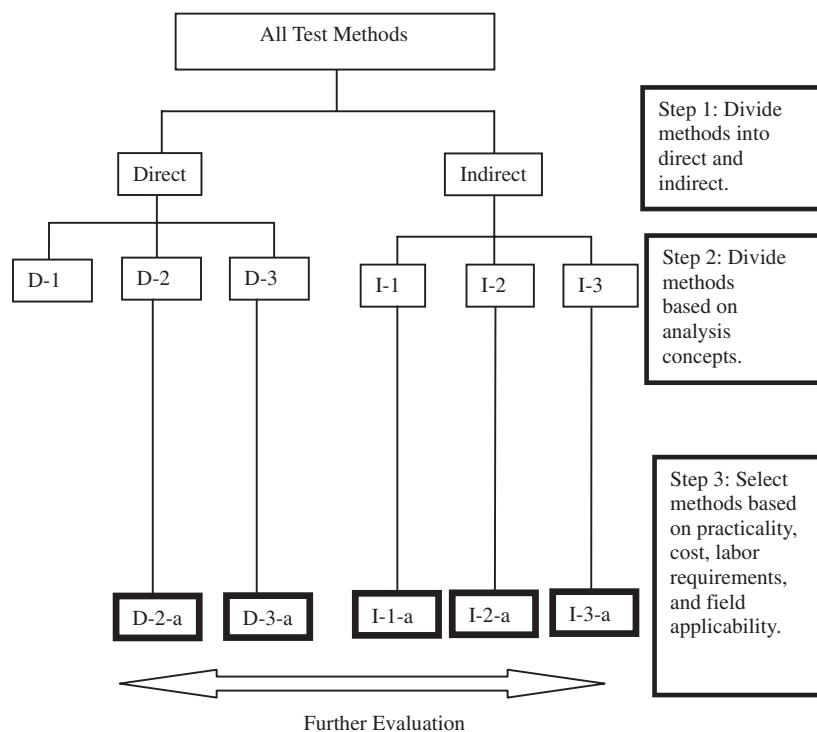 All Test Methods
Step 1: Divide
methods into
direct and
indirect.
Direct
Indirect
D-1
D-2
D-3
I-1
I-2
I-3
Step 2: Divide
methods
based on
analysis
concepts.
Step 3: Select
methods based
on practicality,
cost, labor
requirements,
and field
applicability.
D-2-a
D-3-a
I-1-a
I-2-a
I-3-a
Further Evaluation